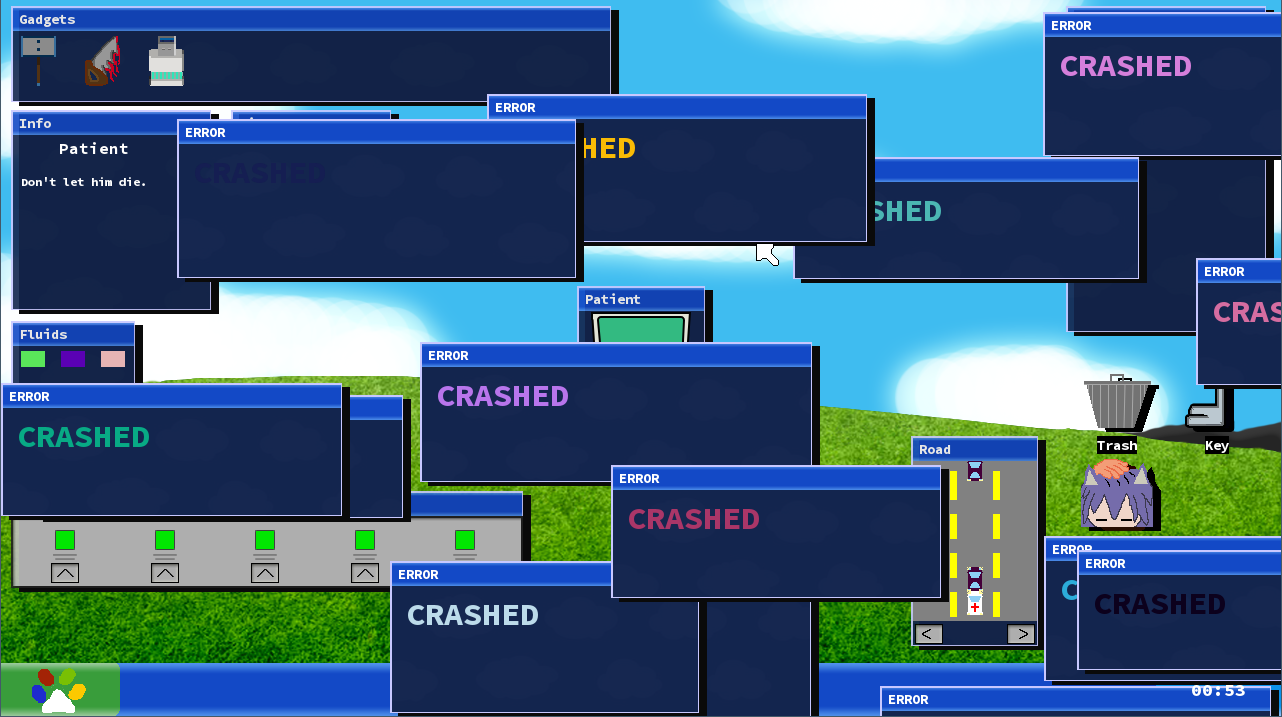 Gadgets
ERROR
CRASHED
ERROR
HED
Info
Patient
Don't let him die.
ERROR
CRASHED
SHED
ERROR
CRAS
Patient
Fluids
ERROR
CRASHED
ERROR
CRASHED
Trash
Key
Road
ERROR
CRASHED
< >
ERROR
C
ERROR
CRASHED
ERROR
CRASHED
00:53
ERROR